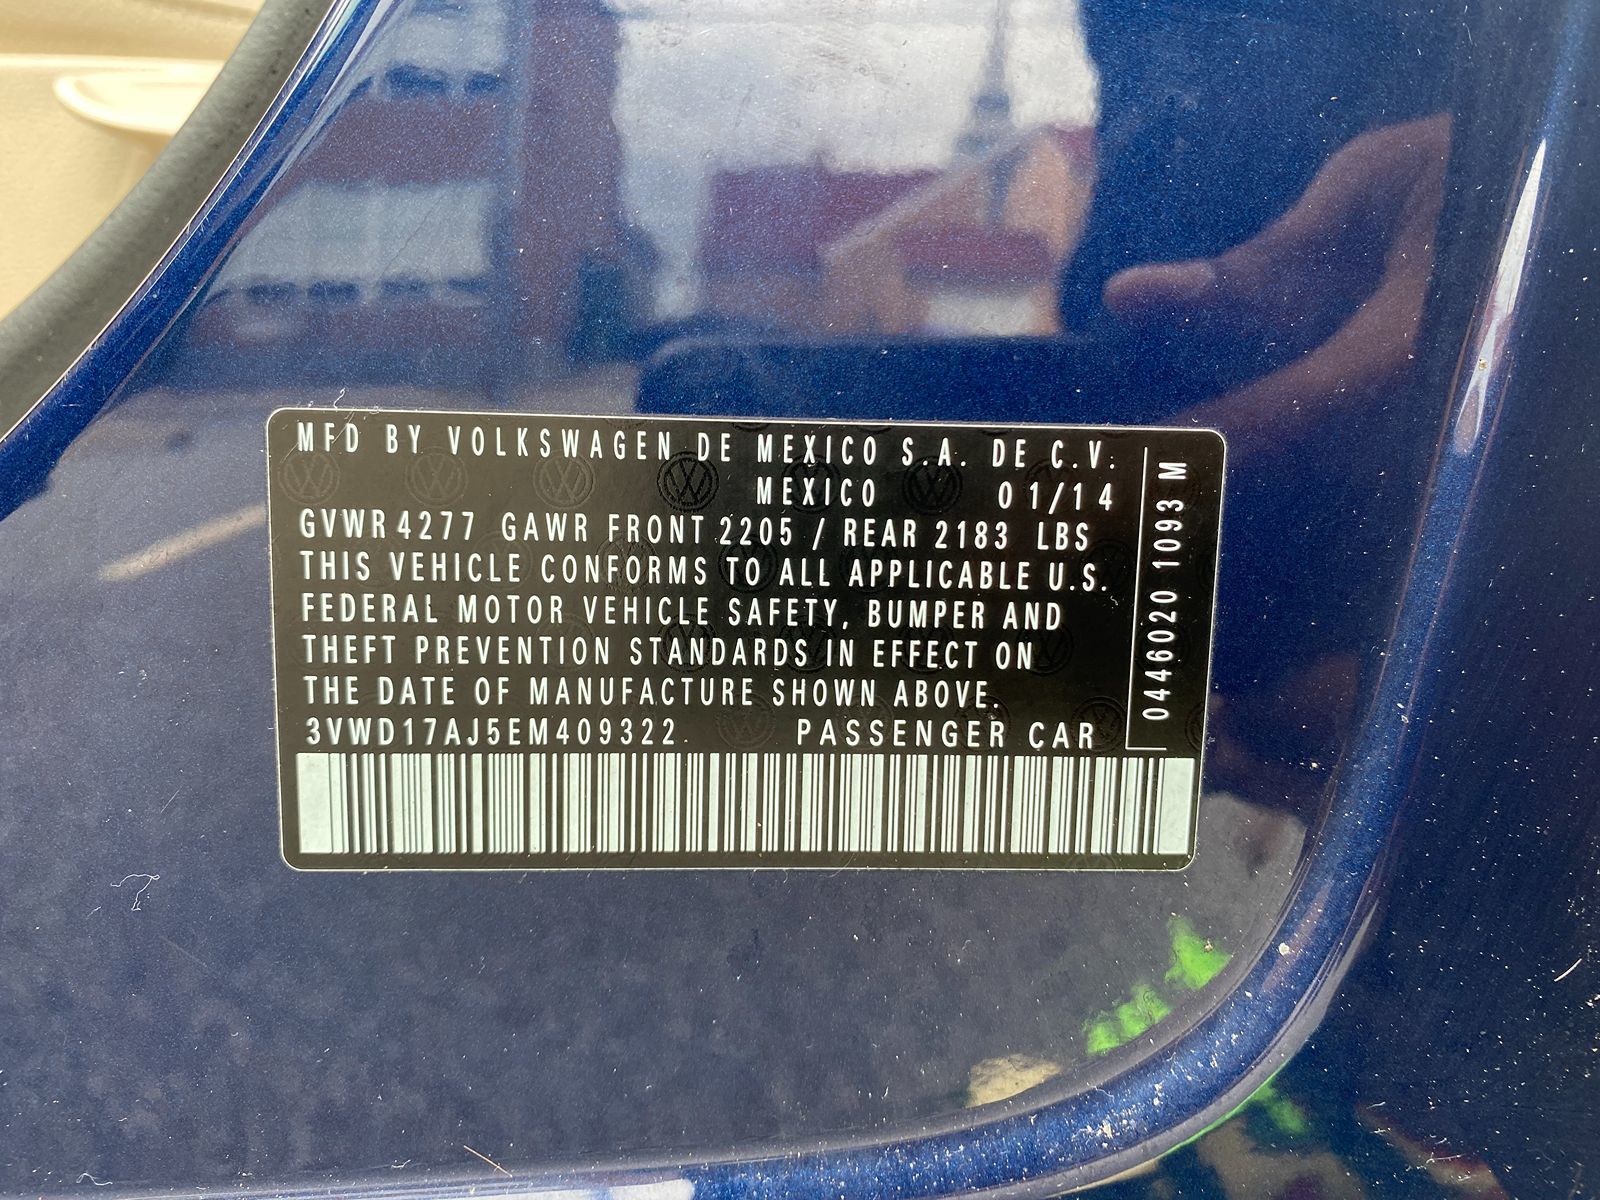 MFD BY VOLKSWAGEN DE MEXICO S.A. DE C.V.
MEXICO 01/14
GVWR 4277 GAWR FRONT 2205 / REAR 2183 LBS
THIS VEHICLE CONFORMS TO ALL APPLICABLE U.S.
FEDERAL MOTOR VEHICLE SAFETY, BUMPER AND
THEFT PREVENTION STANDARDS IN EFFECT ON
THE DATE OF MANUFACTURE SHOWN ABOVE.
3VWD17AJ5EM409322 PASSENGER CAR
0446020 1093 M